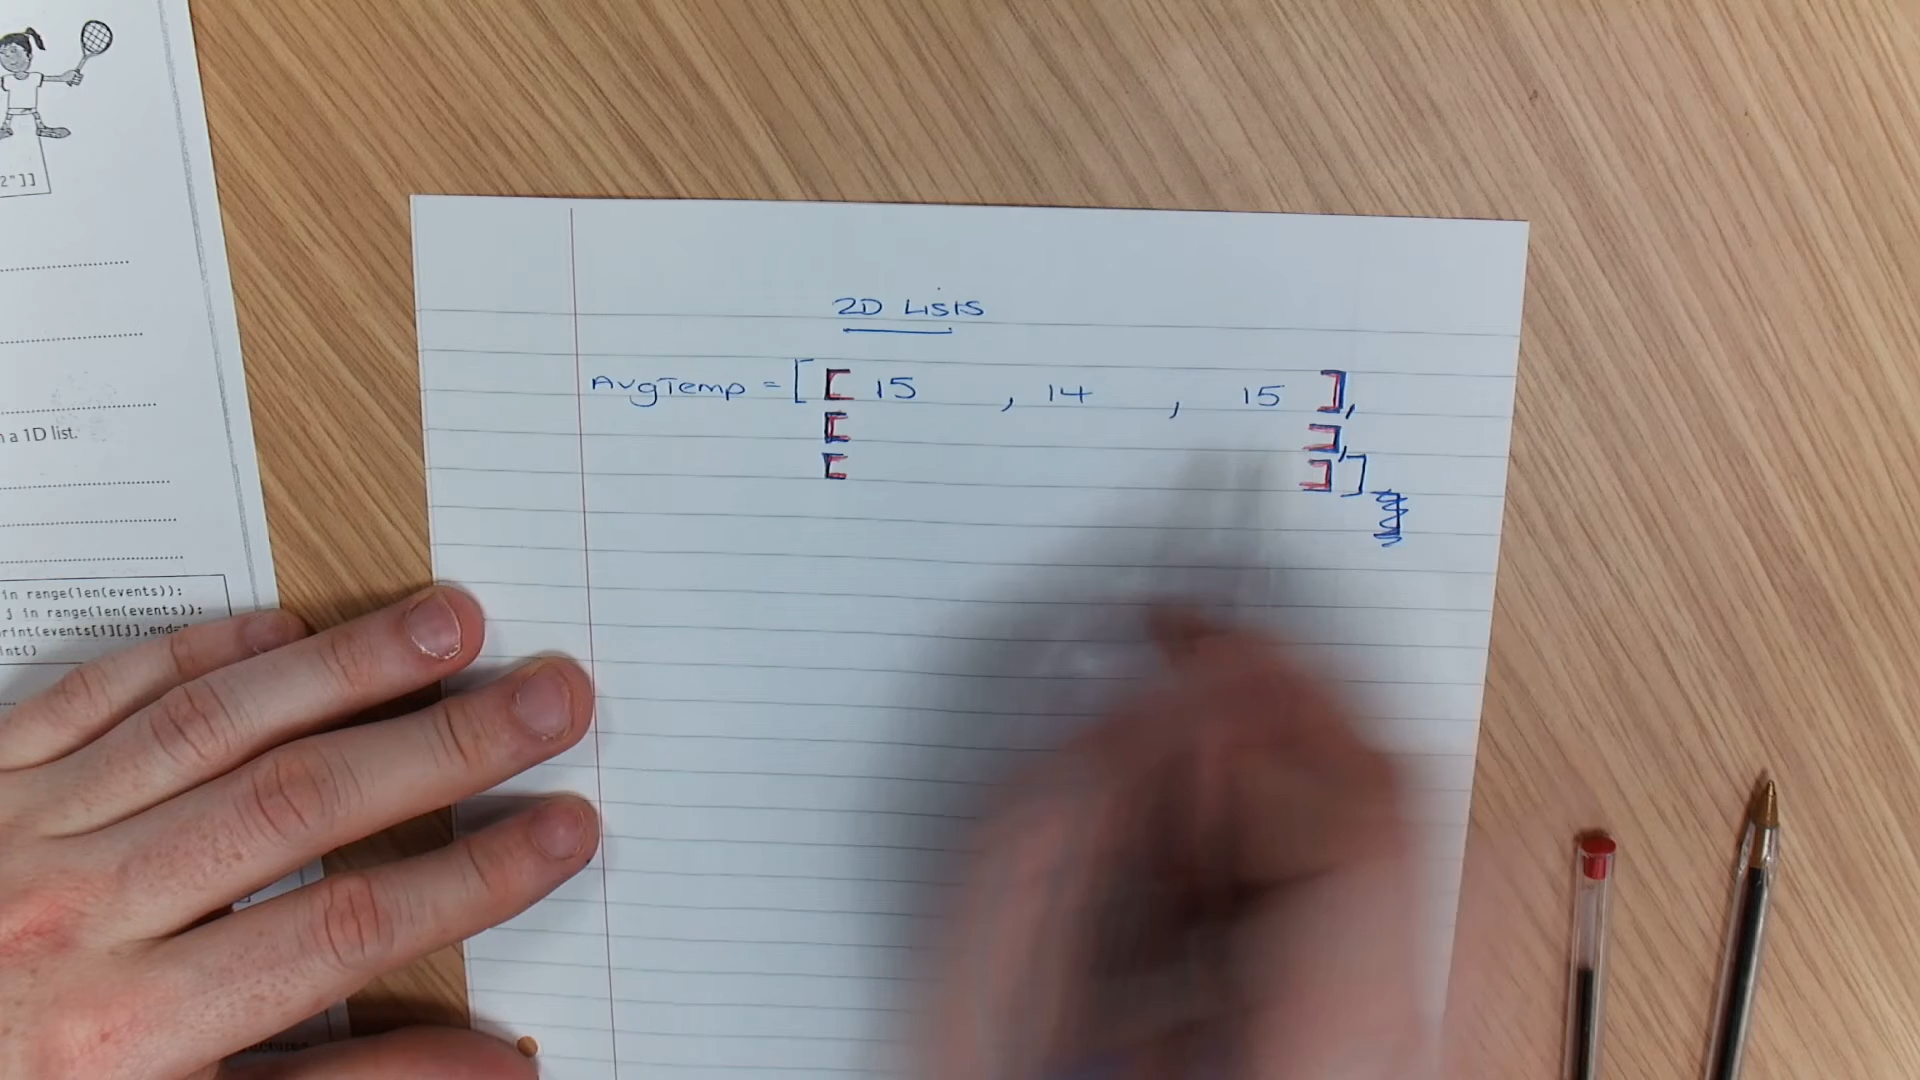 2"]]
n a 1D list.
in range(len(events)):
j in range(len(events)):
rint(events[i][j],end="
int()
2D Lists
AvgTemp = [[ 15 , 14 , 15 ],
[ ],
[ ]]